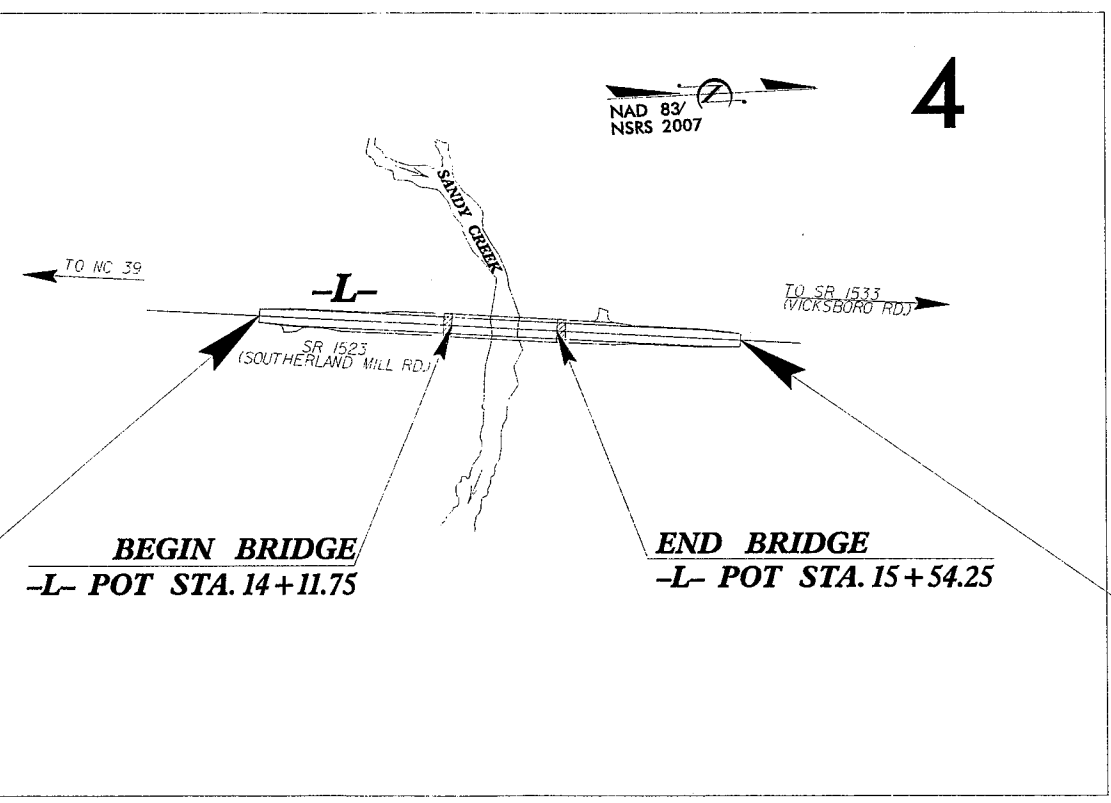 4
NAD 83/
NSRS 2007
SANDY CREEK
TO NC 39
-L-
TO SR 1533
(VICKSBORO RD.)
SR 1523
(SOUTHERLAND MILL RD.)
BEGIN BRIDGE
-L- POT STA. 14+11.75
END BRIDGE
-L- POT STA. 15+54.25